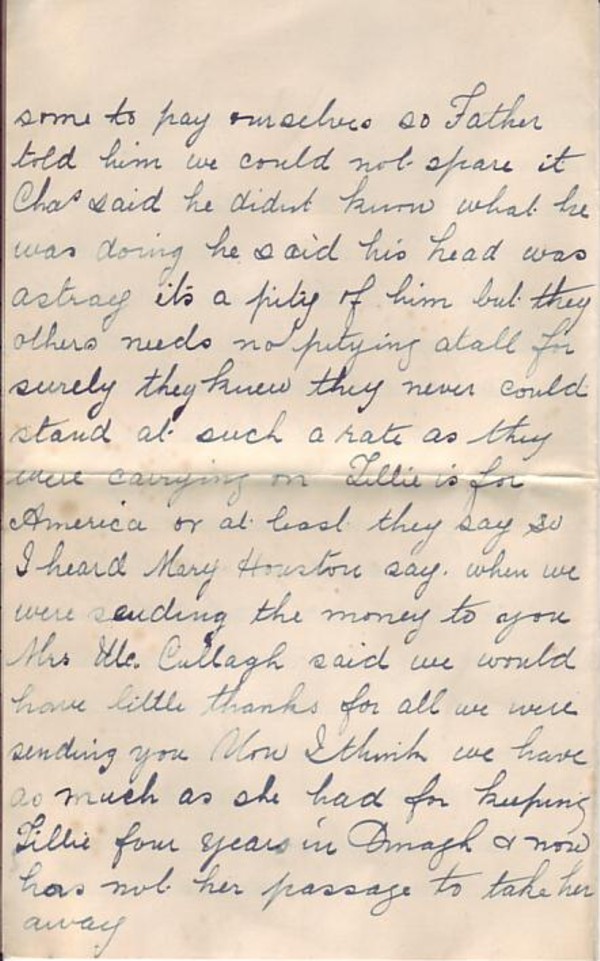 some to pay ourselves so Father
told him we could not spare it
Chas said he didnt know what he
was doing he said his head was
astray its a pity of him but they
others needs no pitying atall for
surely they knew they never could
stand at such a rate as they
were carrying on Tillie is for
America or at least they say so
I heard Mary Houston say. when we
were sending the money to you
Mrs Mc. Cullagh said we would
have little thanks for all we were
sending you Now I think we have
as much as she had for keeping
Tillie four years in Omagh & now
has not her passage to take her
away